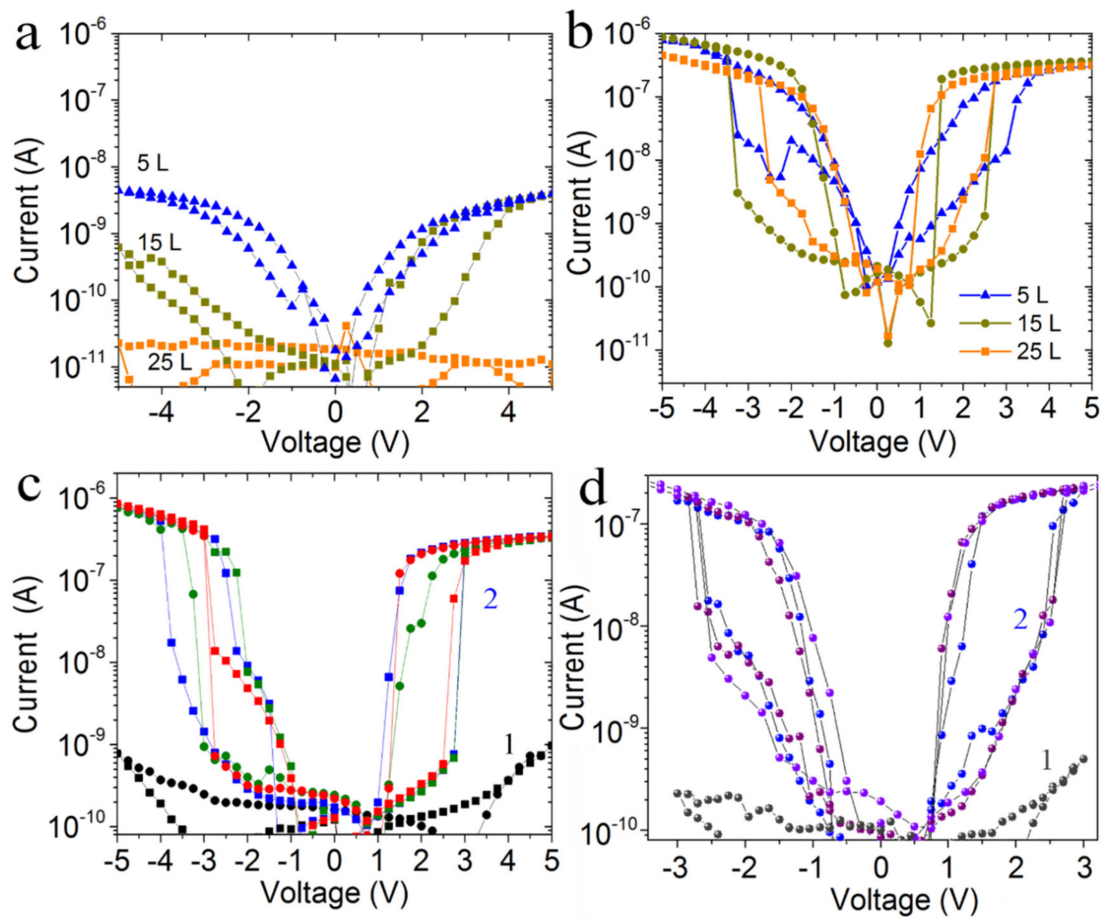 a
10⁻⁶
10⁻⁷
10⁻⁸
10⁻⁹
10⁻¹⁰
10⁻¹¹
Current (A)
5 L
15 L
25 L
-4 -2 0 2 4
Voltage (V)
b
10⁻⁶
10⁻⁷
10⁻⁸
10⁻⁹
10⁻¹⁰
10⁻¹¹
Current (A)
5 L
15 L
25 L
-5 -4 -3 -2 -1 0 1 2 3 4 5
Voltage (V)
c
10⁻⁶
10⁻⁷
10⁻⁸
10⁻⁹
10⁻¹⁰
Current (A)
2
1
-5 -4 -3 -2 -1 0 1 2 3 4 5
Voltage (V)
d
10⁻⁷
10⁻⁸
10⁻⁹
10⁻¹⁰
Current (A)
2
1
-3 -2 -1 0 1 2 3
Voltage (V)